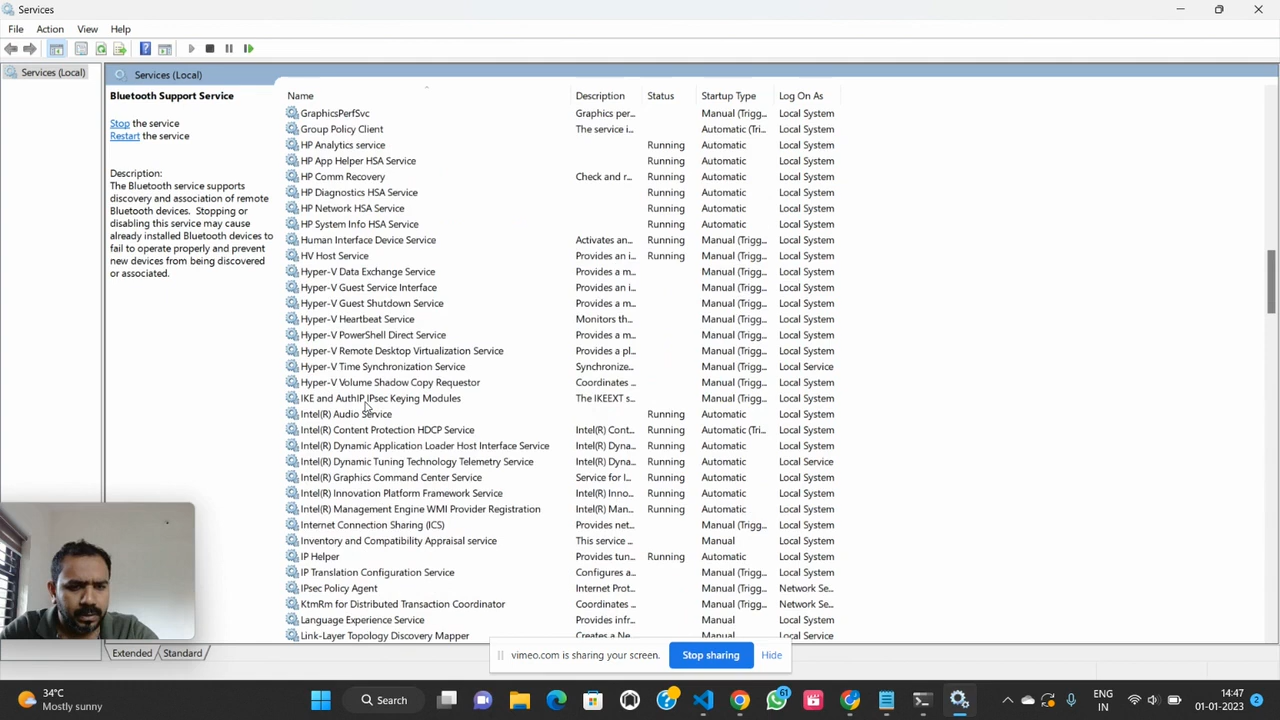 Services
File Action View Help
Services (Local)
Services (Local)
Bluetooth Support Service
Stop the service
Restart the service
Description:
The Bluetooth service supports
discovery and association of remote
Bluetooth devices. Stopping or
disabling this service may cause
already installed Bluetooth devices to
fail to operate properly and prevent
new devices from being discovered
or associated.
Name Description Status Startup Type Log On As
GraphicsPerfSvc Graphics per... Manual (Trigg... Local System
Group Policy Client The service i... Automatic (Tri... Local System
HP Analytics service Running Automatic Local System
HP App Helper HSA Service Running Automatic Local System
HP Comm Recovery Check and r... Running Automatic Local System
HP Diagnostics HSA Service Running Automatic Local System
HP Network HSA Service Running Automatic Local System
HP System Info HSA Service Running Automatic Local System
Human Interface Device Service Activates an... Running Manual (Trigg... Local System
HV Host Service Provides an i... Running Manual (Trigg... Local System
Hyper-V Data Exchange Service Provides a m... Manual (Trigg... Local System
Hyper-V Guest Service Interface Provides an i... Manual (Trigg... Local System
Hyper-V Guest Shutdown Service Provides a m... Manual (Trigg... Local System
Hyper-V Heartbeat Service Monitors th... Manual (Trigg... Local System
Hyper-V PowerShell Direct Service Provides a m... Manual (Trigg... Local System
Hyper-V Remote Desktop Virtualization Service Provides a pl... Manual (Trigg... Local System
Hyper-V Time Synchronization Service Synchronize... Manual (Trigg... Local Service
Hyper-V Volume Shadow Copy Requestor Coordinates ... Manual (Trigg... Local System
IKE and AuthIP IPsec Keying Modules The IKEEXT s... Manual (Trigg... Local System
Intel(R) Audio Service Running Automatic Local System
Intel(R) Content Protection HDCP Service Intel(R) Cont... Running Automatic (Tri... Local System
Intel(R) Dynamic Application Loader Host Interface Service Intel(R) Dyna... Running Automatic Local System
Intel(R) Dynamic Tuning Technology Telemetry Service Intel(R) Dyna... Running Automatic Local Service
Intel(R) Graphics Command Center Service Service for I... Running Automatic Local System
Intel(R) Innovation Platform Framework Service Intel(R) Inno... Running Automatic Local System
Intel(R) Management Engine WMI Provider Registration Intel(R) Man... Running Automatic Local System
Internet Connection Sharing (ICS) Provides net... Manual (Trigg... Local System
Inventory and Compatibility Appraisal service This service ... Manual Local System
IP Helper Provides tun... Running Automatic Local System
IP Translation Configuration Service Configures a... Manual (Trigg... Local System
IPsec Policy Agent Internet Prot... Manual (Trigg... Network Se...
KtmRm for Distributed Transaction Coordinator Coordinates ... Manual (Trigg... Network Se...
Language Experience Service Provides infr... Manual Local System
Link-Layer Topology Discovery Mapper Creates a Ne... Manual Local Service
vimeo.com is sharing your screen. Stop sharing Hide
Extended Standard
34°C
Mostly sunny
Search
61
ENG
IN
14:47
01-01-2023
2